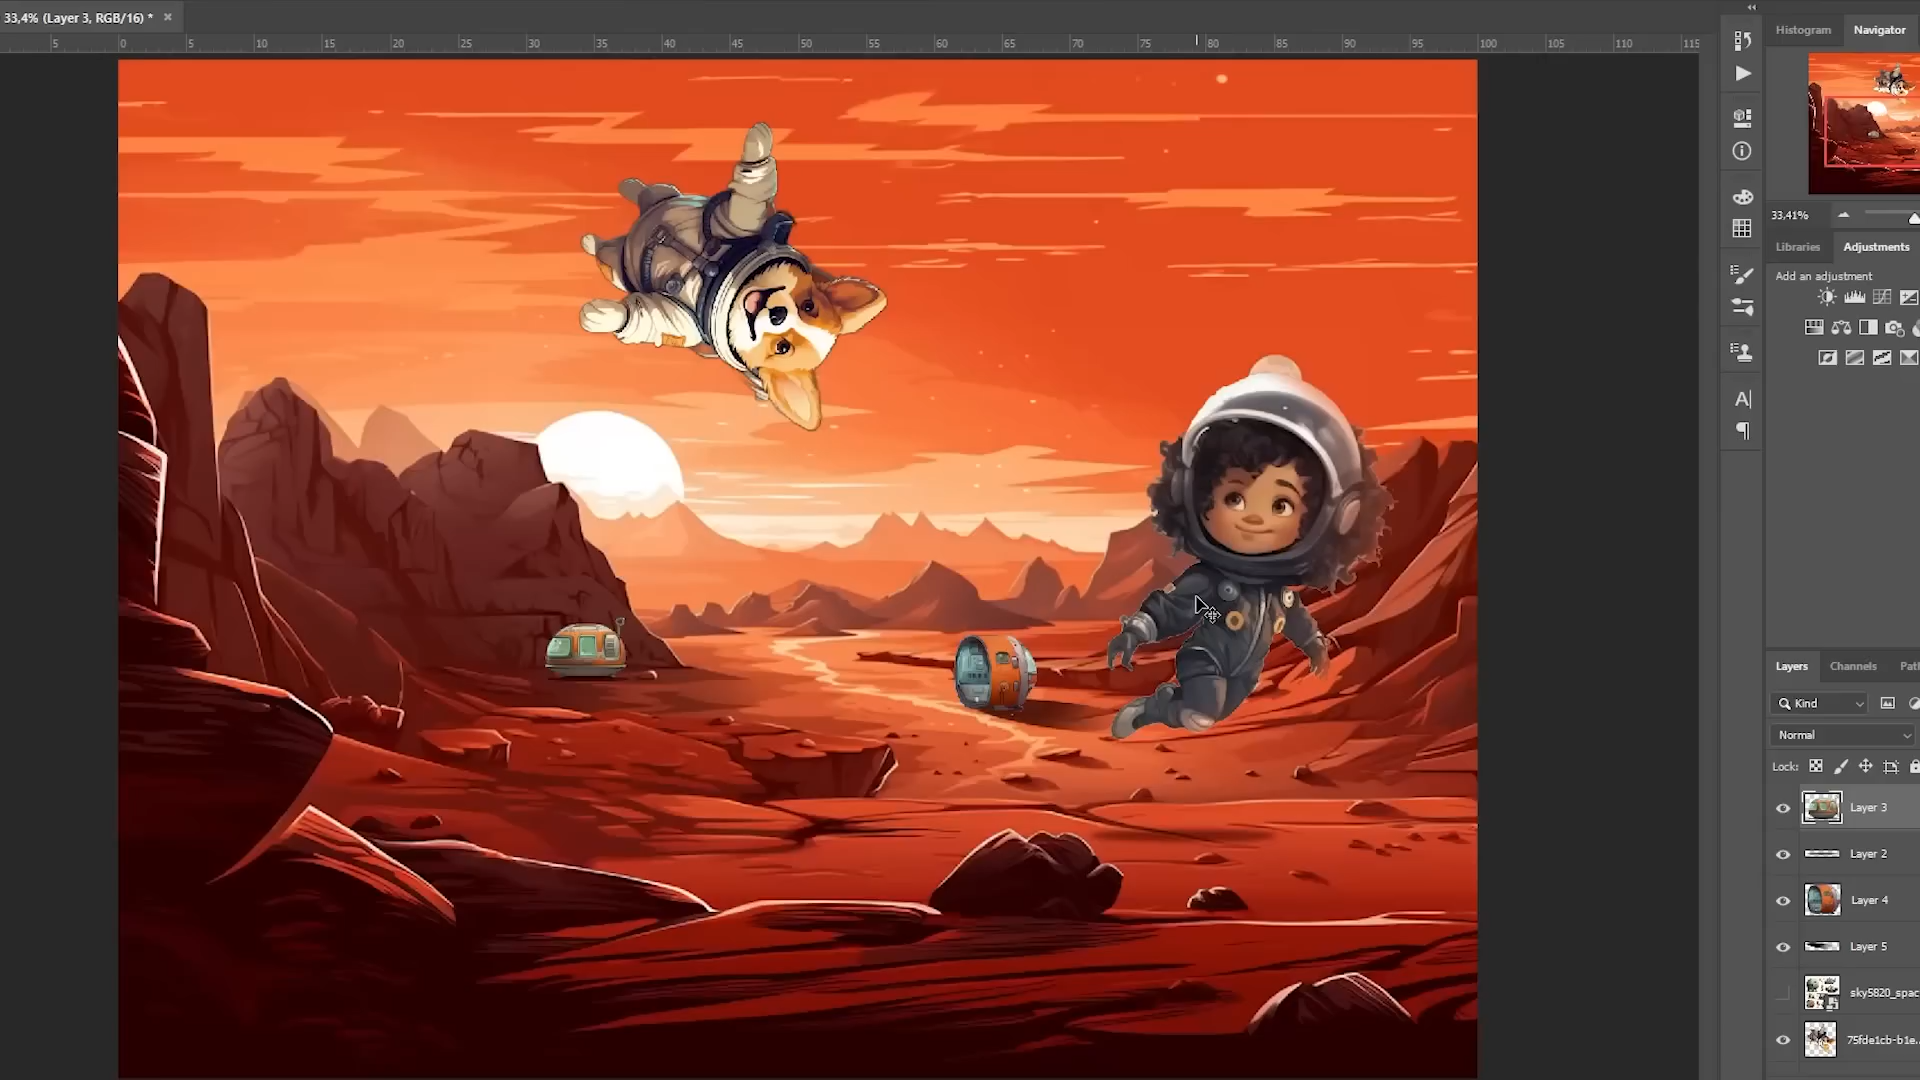 33,4% (Layer 3, RGB/16) *
5 0 5 10 15 20 25 30 35 40 45 50 55 60 65 70 75 80 85 90 95 100 105 110 115
Histogram Navigator
33,41%
Libraries Adjustments
Add an adjustment
A|
Layers Channels Path
Kind
Normal
Lock:
Layer 3
Layer 2
Layer 4
Layer 5
sky5820_spac
75fde1cb-b1e...